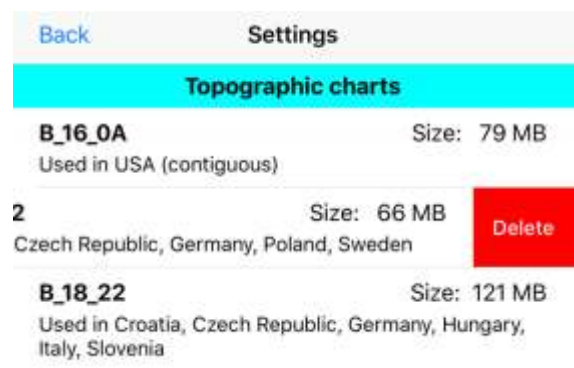 Back Settings
Topographic charts
B_16_0A Size: 79 MB
Used in USA (contiguous)
2 Size: 66 MB Delete
Czech Republic, Germany, Poland, Sweden
B_18_22 Size: 121 MB
Used in Croatia, Czech Republic, Germany, Hungary,
Italy, Slovenia